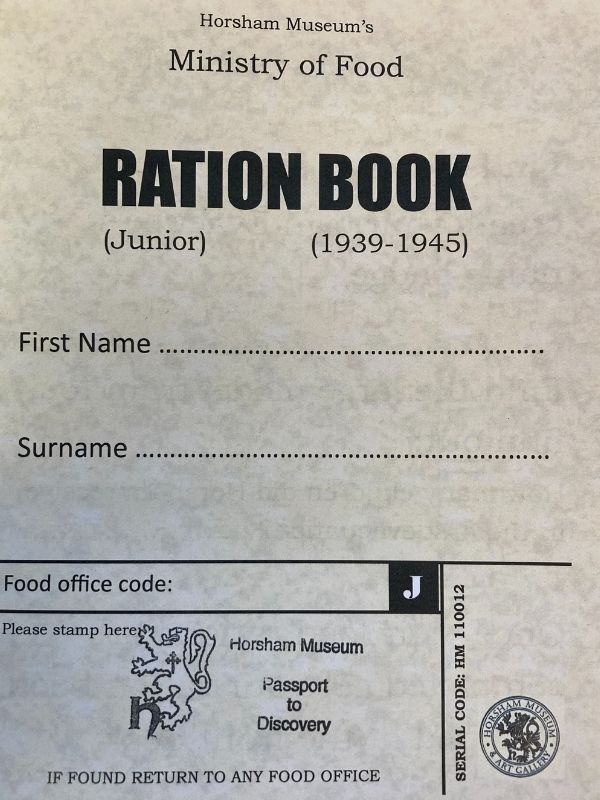 Horsham Museum's
Ministry of Food
RATION BOOK
(Junior) (1939-1945)
First Name ........................................................
Surname .............................................................
Food office code: J
Please stamp here
Horsham Museum
Passport
to
Discovery
h
IF FOUND RETURN TO ANY FOOD OFFICE
SERIAL CODE: HM 110012
HORSHAM MUSEUM & ART GALLERY